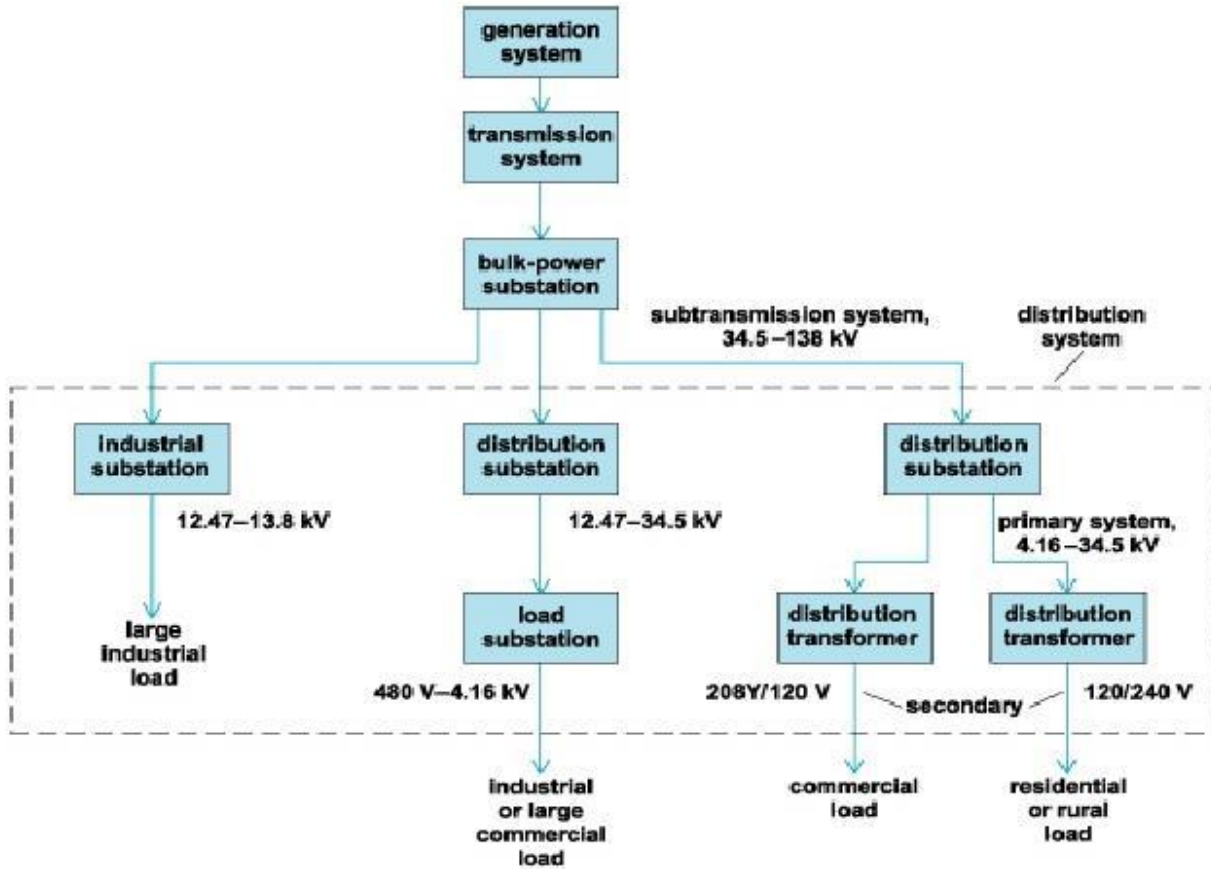 generation
system
transmission
system
bulk-power
substation
subtransmission system,
34.5–138 kV
distribution
system
industrial
substation
distribution
substation
distribution
substation
12.47–13.8 kV
12.47–34.5 kV
primary system,
4.16–34.5 kV
large
industrial
load
load
substation
distribution
transformer
distribution
transformer
480 V–4.16 kV
208Y/120 V
secondary
120/240 V
industrial
or large
commercial
load
commercial
load
residential
or rural
load